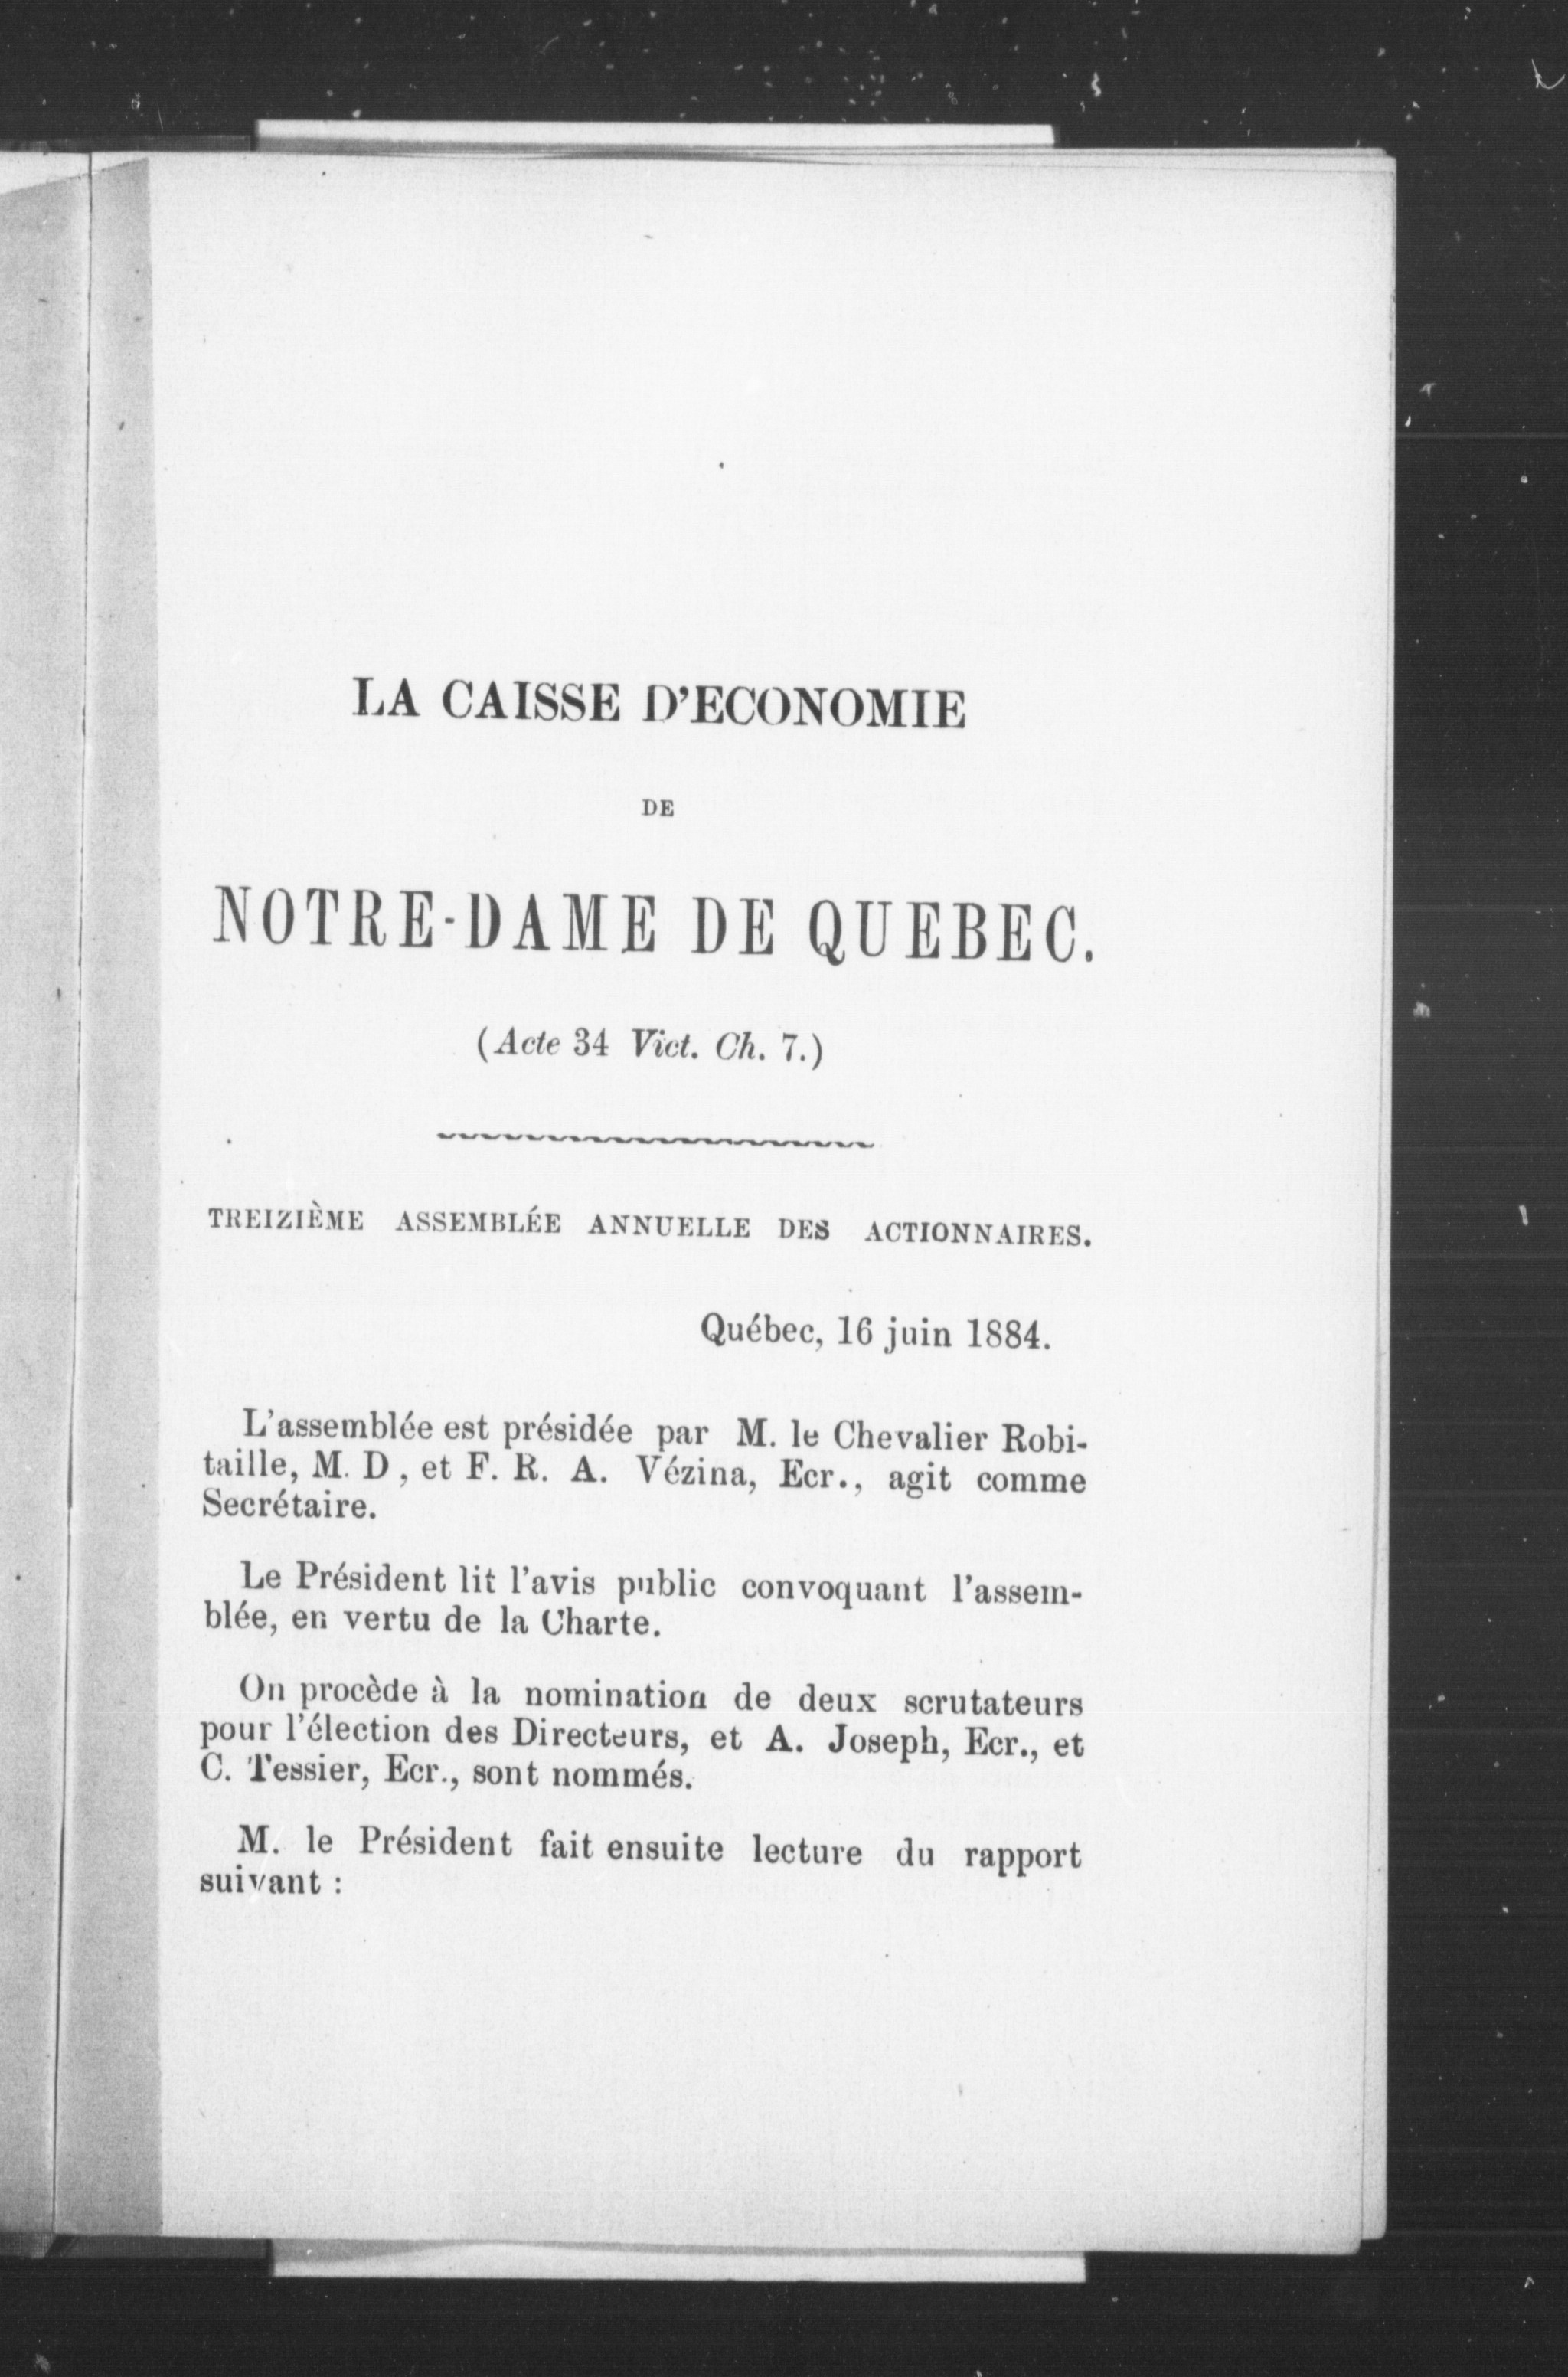 LA CAISSE D'ECONOMIE
DE
NOTRE-DAME DE QUEBEC.
(Acte 34 Vict. Ch. 7.)
TREIZIÈME ASSEMBLÉE ANNUELLE DES ACTIONNAIRES.
Québec, 16 juin 1884.
L'assemblée est présidée par M. le Chevalier Robi-
taille, M. D, et F. R. A. Vézina, Ecr., agit comme
Secrétaire.
Le Président lit l'avis public convoquant l'assem-
blée, en vertu de la Charte.
On procède à la nomination de deux scrutateurs
pour l'élection des Directeurs, et A. Joseph, Ecr., et
C. Tessier, Ecr., sont nommés.
M. le Président fait ensuite lecture du rapport
suivant :